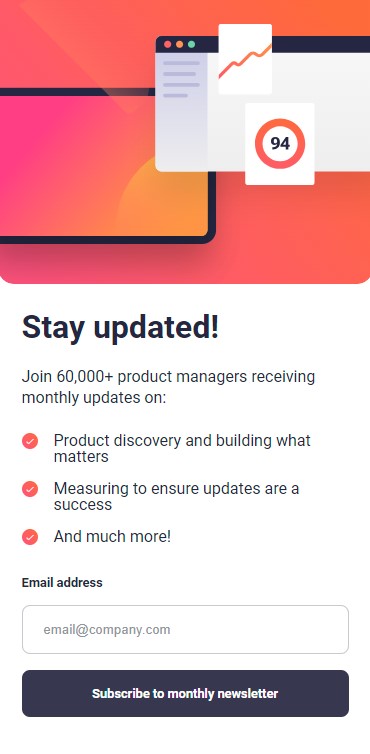 94
Stay updated!
Join 60,000+ product managers receiving
monthly updates on:
Product discovery and building what
matters
Measuring to ensure updates are a
success
And much more!
Email address
email@company.com
Subscribe to monthly newsletter